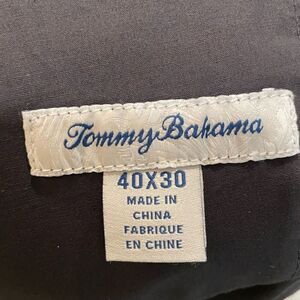 Tommy Bahama
40X30
MADE IN
CHINA
FABRIQUE
EN CHINE